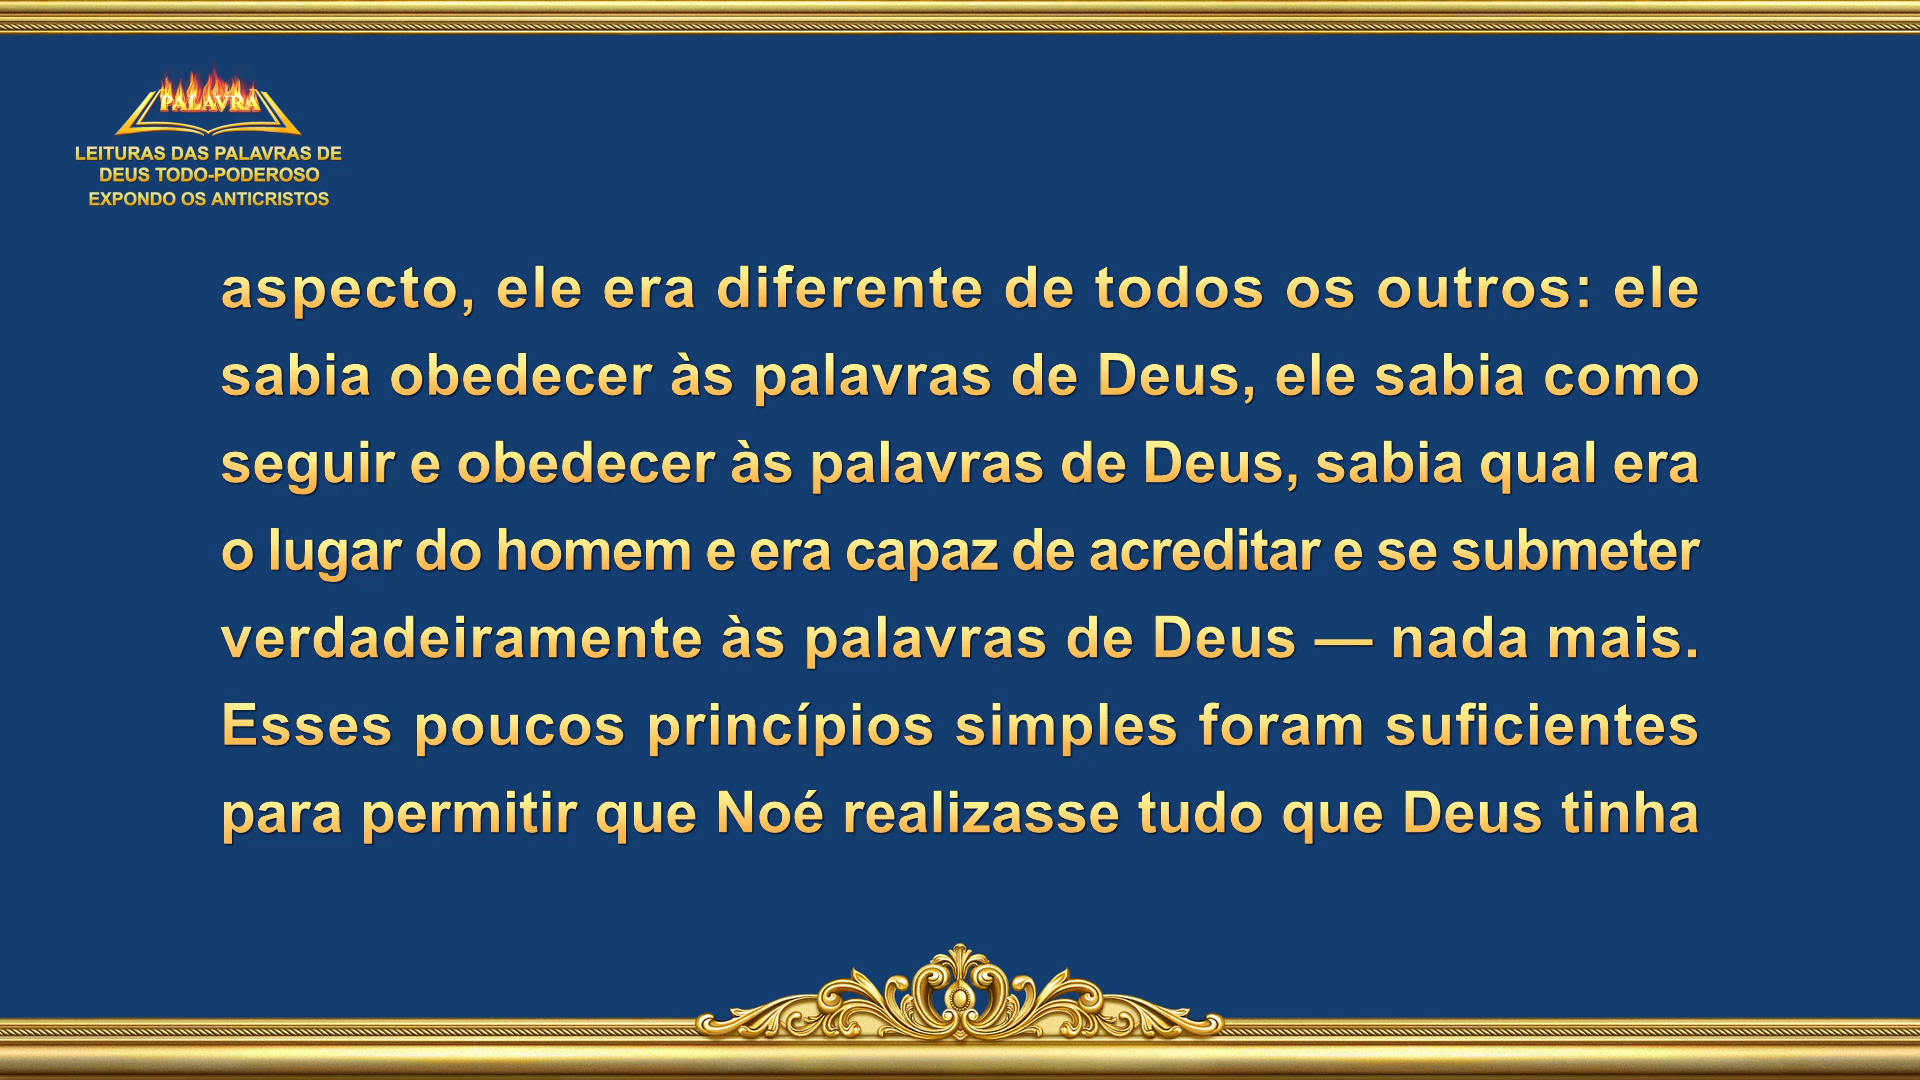 PALAVRA
LEITURAS DAS PALAVRAS DE
DEUS TODO-PODEROSO
EXPONDO OS ANTICRISTOS
aspecto, ele era diferente de todos os outros: ele
sabia obedecer às palavras de Deus, ele sabia como
seguir e obedecer às palavras de Deus, sabia qual era
o lugar do homem e era capaz de acreditar e se submeter
verdadeiramente às palavras de Deus — nada mais.
Esses poucos princípios simples foram suficientes
para permitir que Noé realizasse tudo que Deus tinha